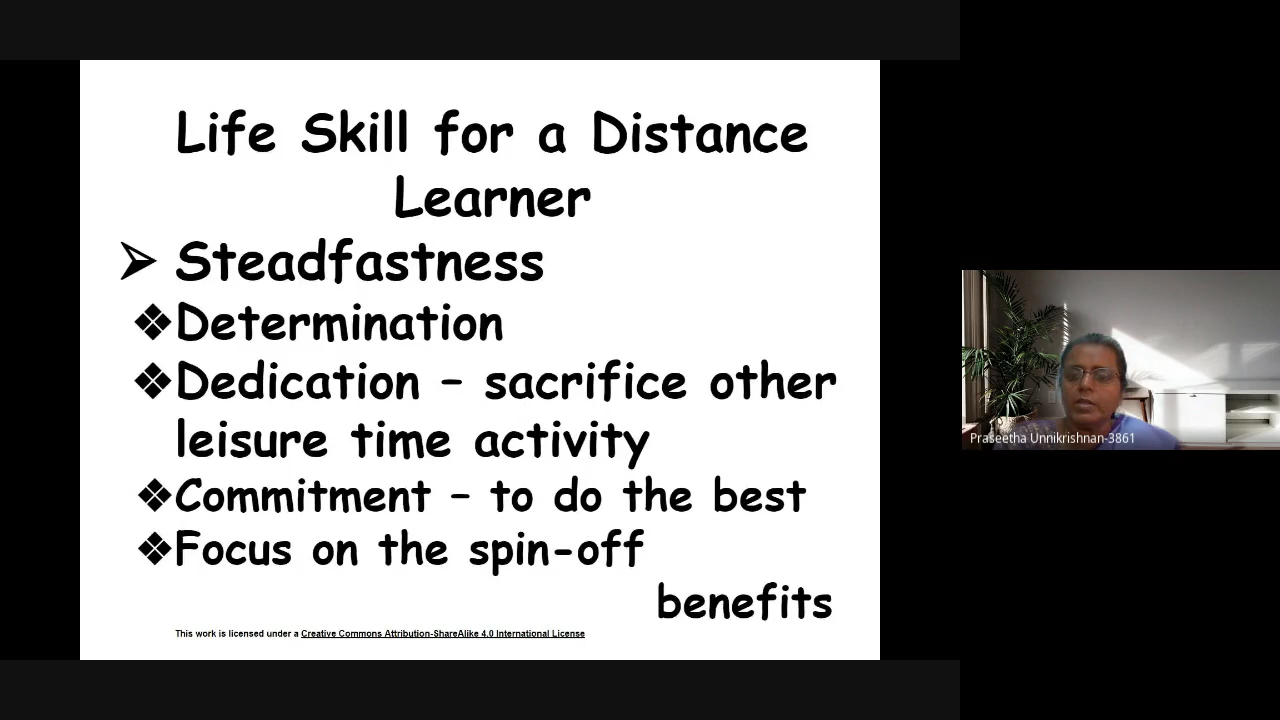 Life Skill for a Distance
Learner
➢ Steadfastness
❖Determination
❖Dedication – sacrifice other
leisure time activity
❖Commitment – to do the best
❖Focus on the spin-off
benefits
This work is licensed under a Creative Commons Attribution-ShareAlike 4.0 International License
Praseetha Unnikrishnan-3861